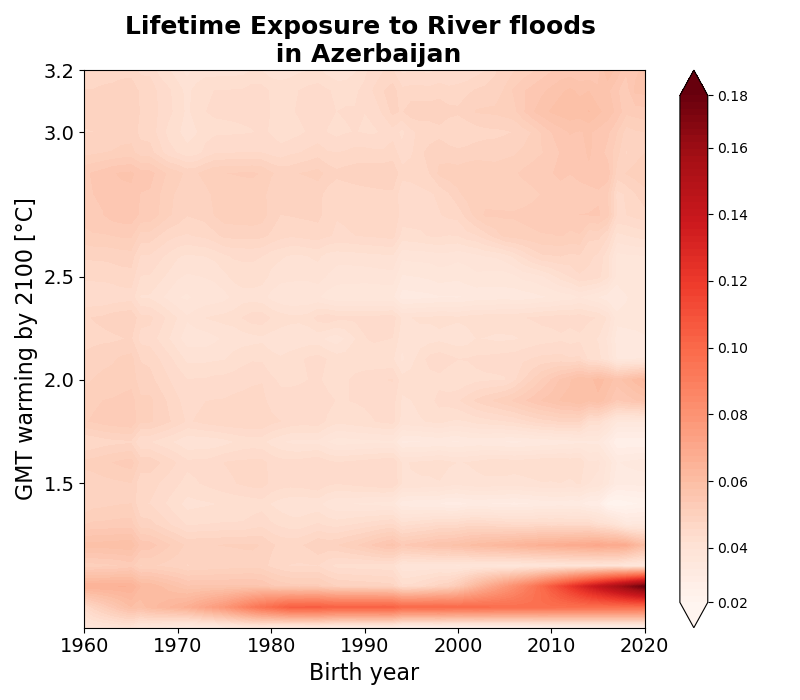 Lifetime Exposure to River floods
in Azerbaijan
3.2
3.0
2.5
2.0
1.5
GMT warming by 2100 [°C]
1960 1970 1980 1990 2000 2010 2020
Birth year
0.18
0.16
0.14
0.12
0.10
0.08
0.06
0.04
0.02